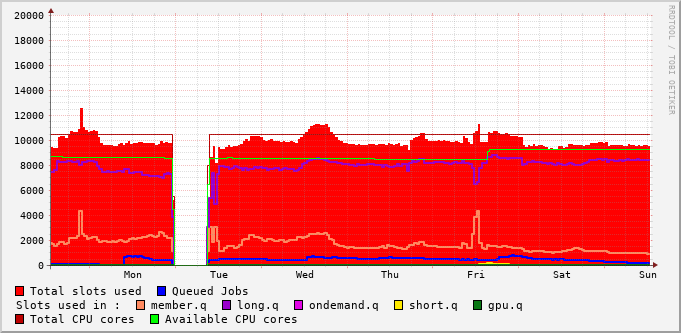 20000
18000
16000
14000
12000
10000
8000
6000
4000
2000
0
Mon Tue Wed Thu Fri Sat Sun
RRDTOOL / TOBI OETIKER
Total slots used Queued Jobs
Slots used in : member.q long.q ondemand.q short.q gpu.q
Total CPU cores Available CPU cores